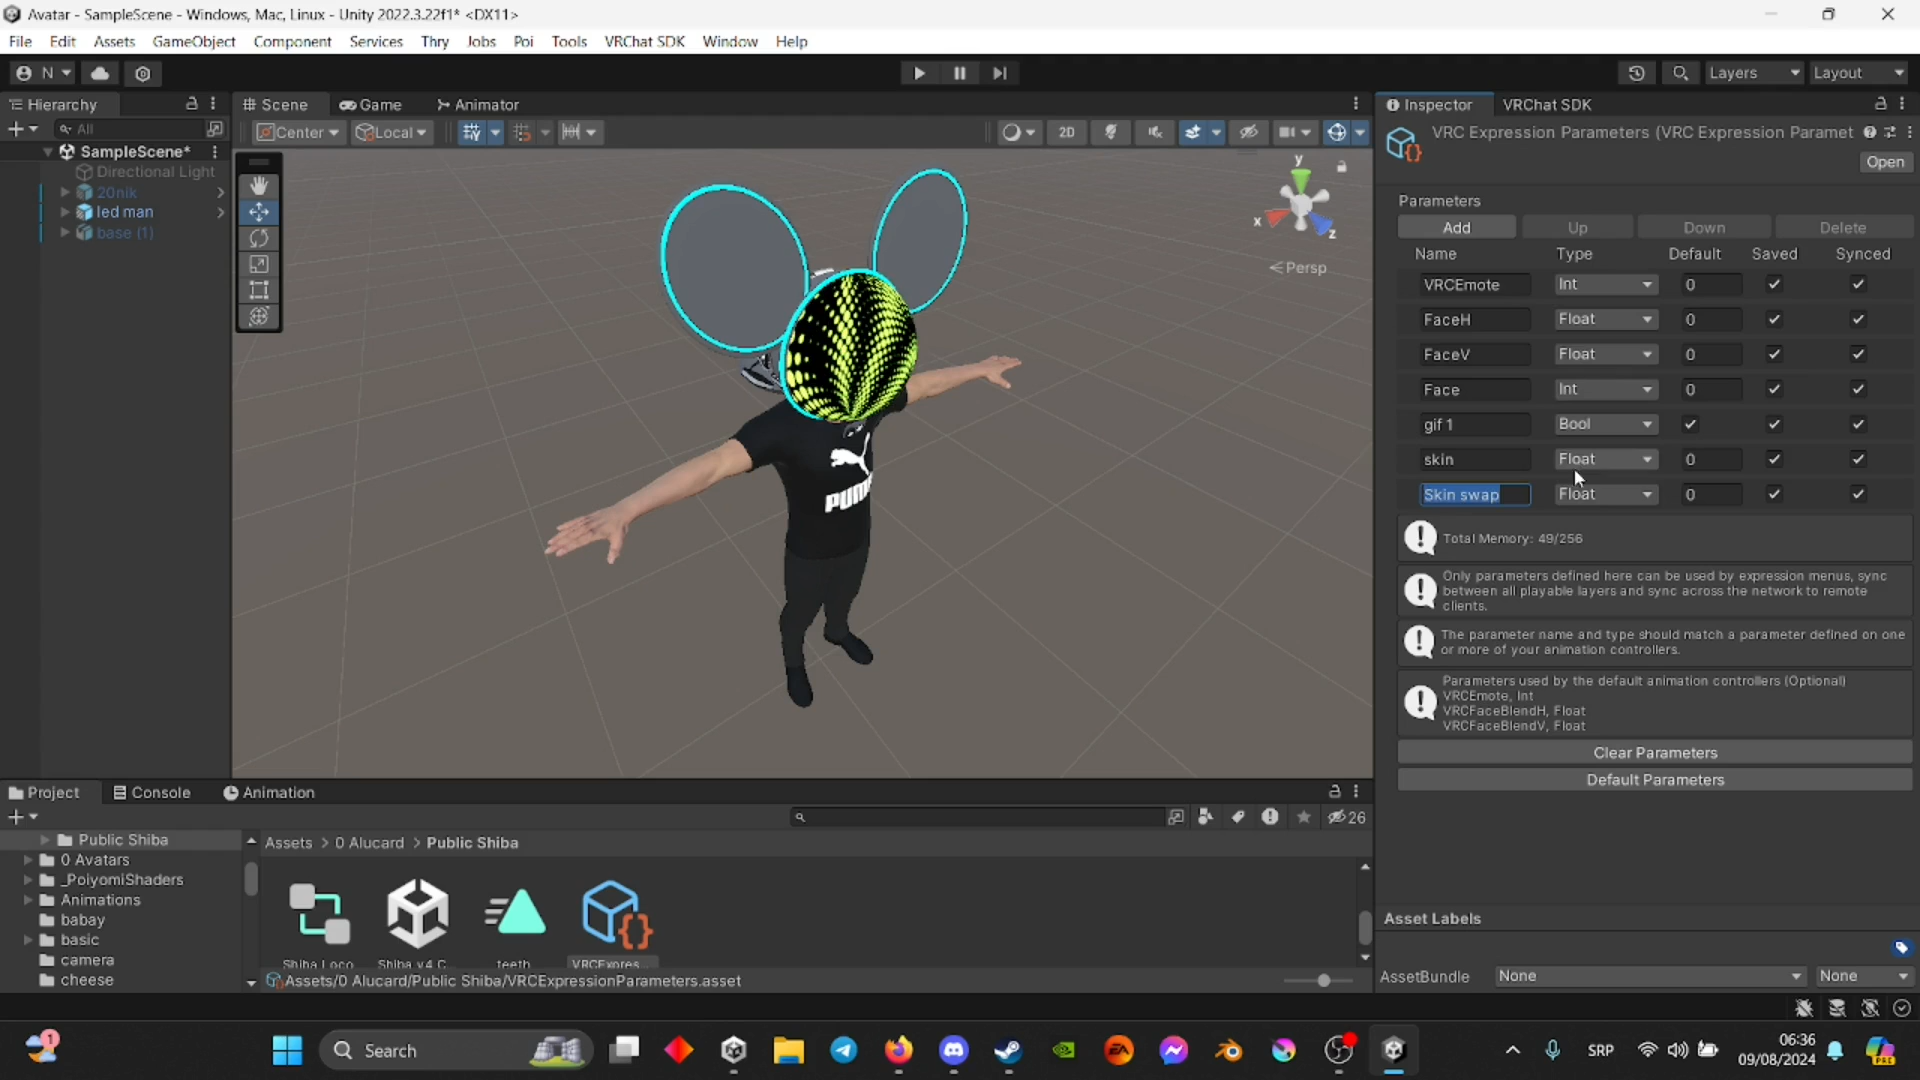 Avatar - SampleScene - Windows, Mac, Linux - Unity 2022.3.22f1* <DX11>
File Edit Assets GameObject Component Services Thry Jobs Poi Tools VRChat SDK Window Help
N Layers Layout
Hierarchy Scene Game Animator Inspector VRChat SDK
All Center Local 2D
VRC Expression Parameters (VRC Expression Paramet
Open
SampleScene*
Directional Light
20nik
led man
base (1)
y
x
z
Persp
PUMA
Parameters
Add Up Down Delete
Name Type Default Saved Synced
VRCEmote Int 0
FaceH Float 0
FaceV Float 0
Face Int 0
gif 1 Bool
skin Float 0
Skin swap Float 0
Total Memory: 49/256
Only parameters defined here can be used by expression menus, sync
between all playable layers and sync across the network to remote
clients.
The parameter name and type should match a parameter defined on one
or more of your animation controllers.
Parameters used by the default animation controllers (Optional)
VRCEmote, Int
VRCFaceBlendH, Float
VRCFaceBlendV, Float
Clear Parameters
Default Parameters
Project Console Animation
26
Public Shiba
0 Avatars
_PoiyomiShaders
Animations
babay
basic
camera
cheese
Assets > 0 Alucard > Public Shiba
Shiba Loco Shiba v4 C teeth VRCExpres...
Assets/0 Alucard/Public Shiba/VRCExpressionParameters.asset
Asset Labels
AssetBundle None None
1
Search
SRP
06:36
09/08/2024